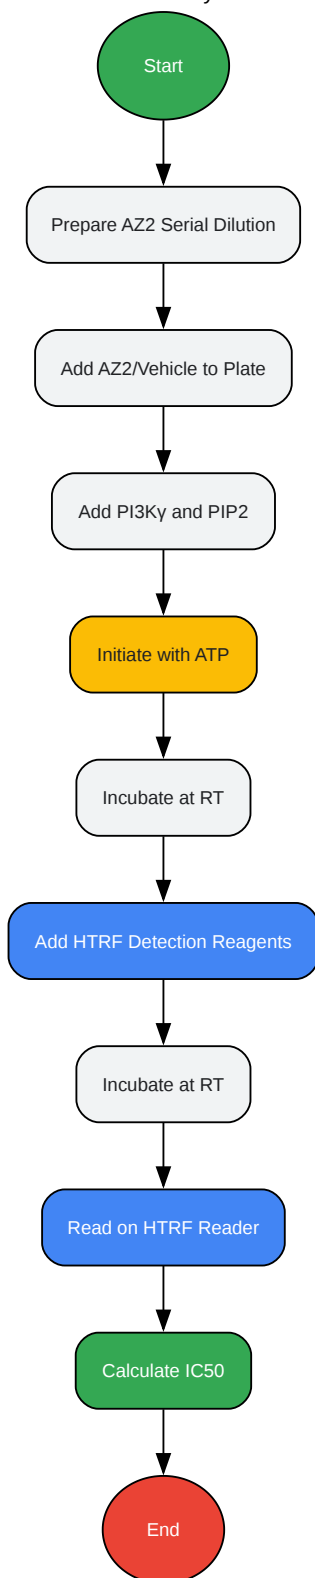 Start
Prepare AZ2 Serial Dilution
Add AZ2/Vehicle to Plate
Add PI3Kγ and PIP2
Initiate with ATP
Incubate at RT
Add HTRF Detection Reagents
Incubate at RT
Read on HTRF Reader
Calculate IC50
End